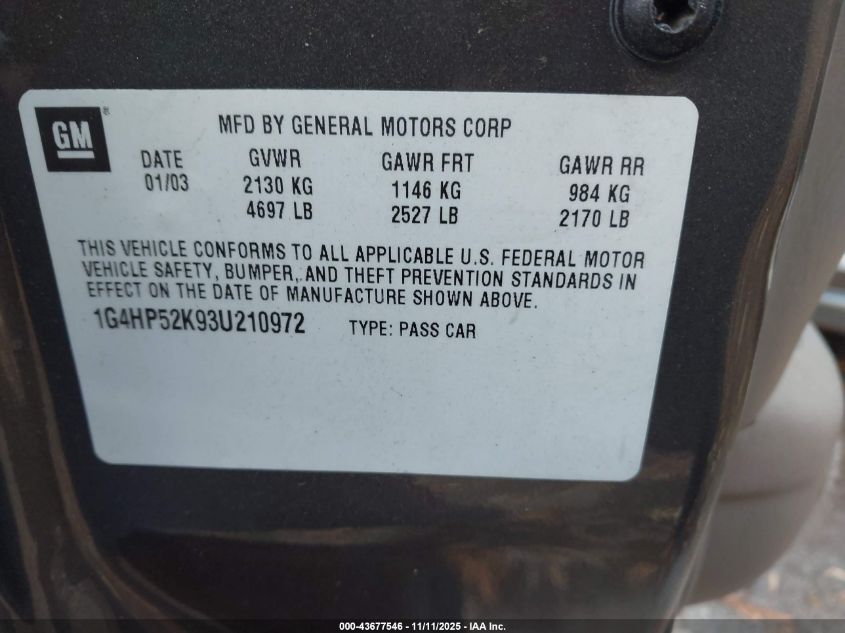 GM ®
MFD BY GENERAL MOTORS CORP
DATE GVWR GAWR FRT GAWR RR
01/03 2130 KG 1146 KG 984 KG
4697 LB 2527 LB 2170 LB
THIS VEHICLE CONFORMS TO ALL APPLICABLE U.S. FEDERAL MOTOR
VEHICLE SAFETY, BUMPER, AND THEFT PREVENTION STANDARDS IN
EFFECT ON THE DATE OF MANUFACTURE SHOWN ABOVE.
1G4HP52K93U210972 TYPE: PASS CAR
000-43677546 - 11/11/2025 - IAA Inc.